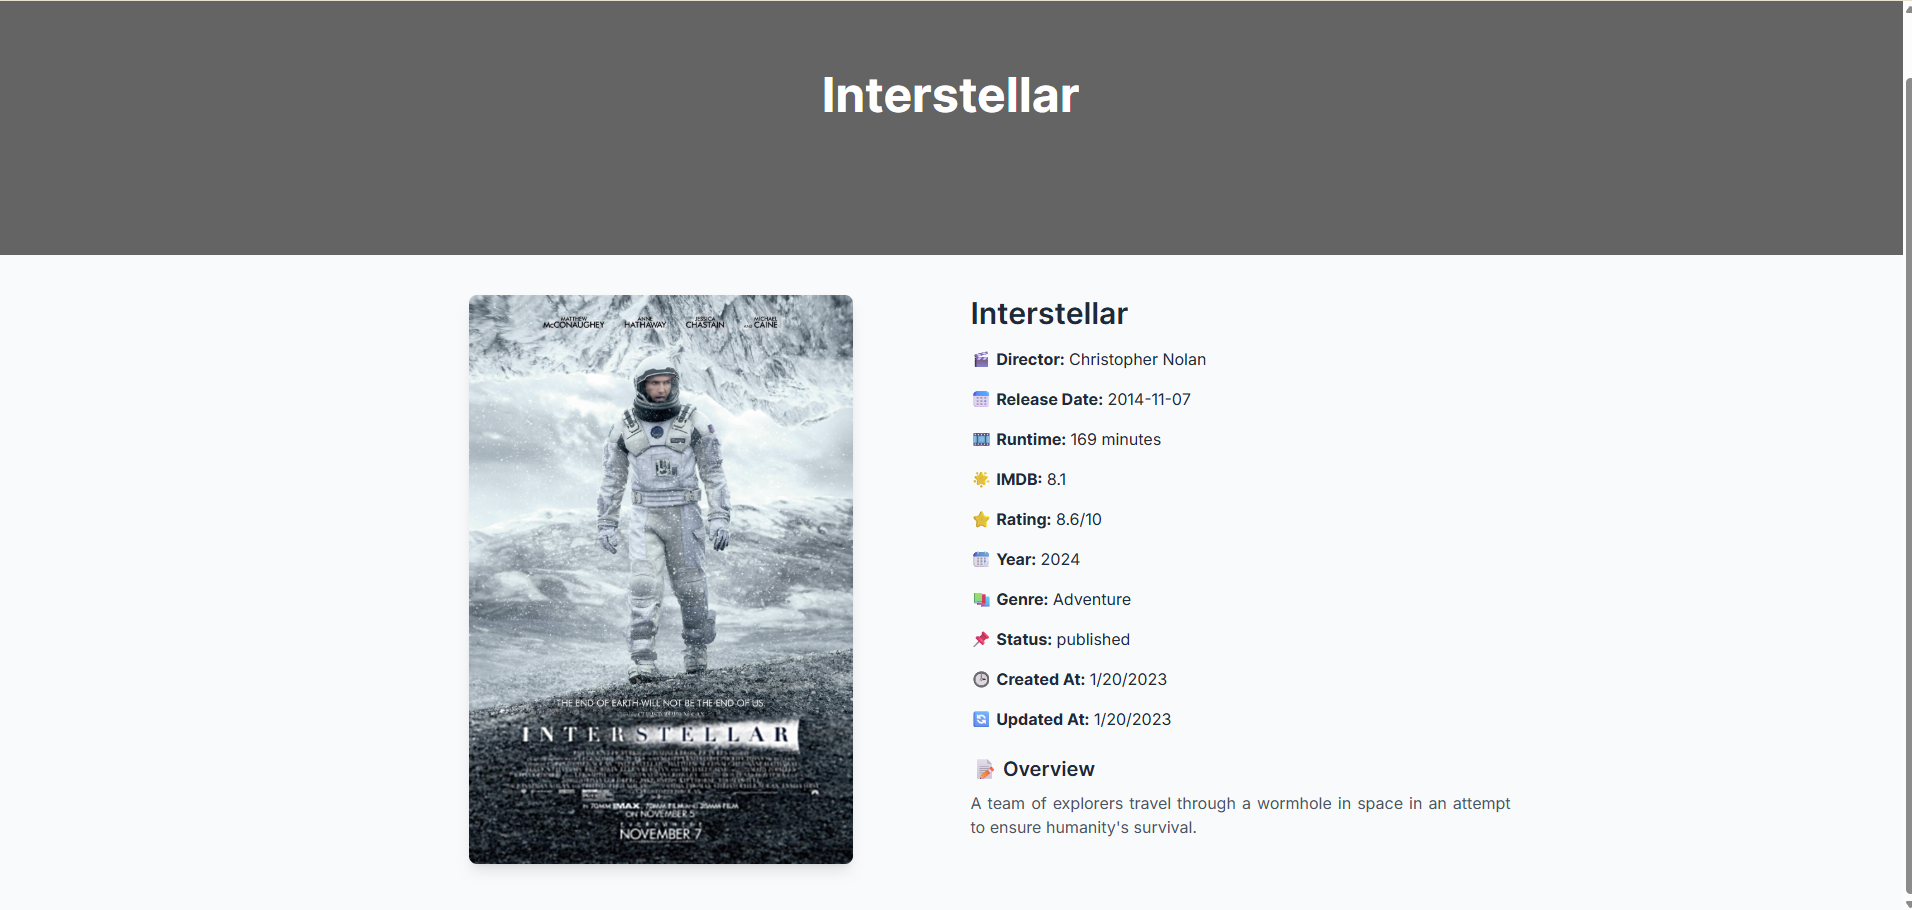 Interstellar
MATTHEW McCONAUGHEY
ANNE HATHAWAY
JESSICA CHASTAIN
AND MICHAEL CAINE
THE END OF EARTH WILL NOT BE THE END OF US
INTERSTELLAR
IN 70MM IMAX, 70MM FILM AND 35MM FILM
ON NOVEMBER 5
NOVEMBER 7
Interstellar
Director: Christopher Nolan
Release Date: 2014-11-07
Runtime: 169 minutes
IMDB: 8.1
Rating: 8.6/10
Year: 2024
Genre: Adventure
Status: published
Created At: 1/20/2023
Updated At: 1/20/2023
Overview
A team of explorers travel through a wormhole in space in an attempt
to ensure humanity's survival.